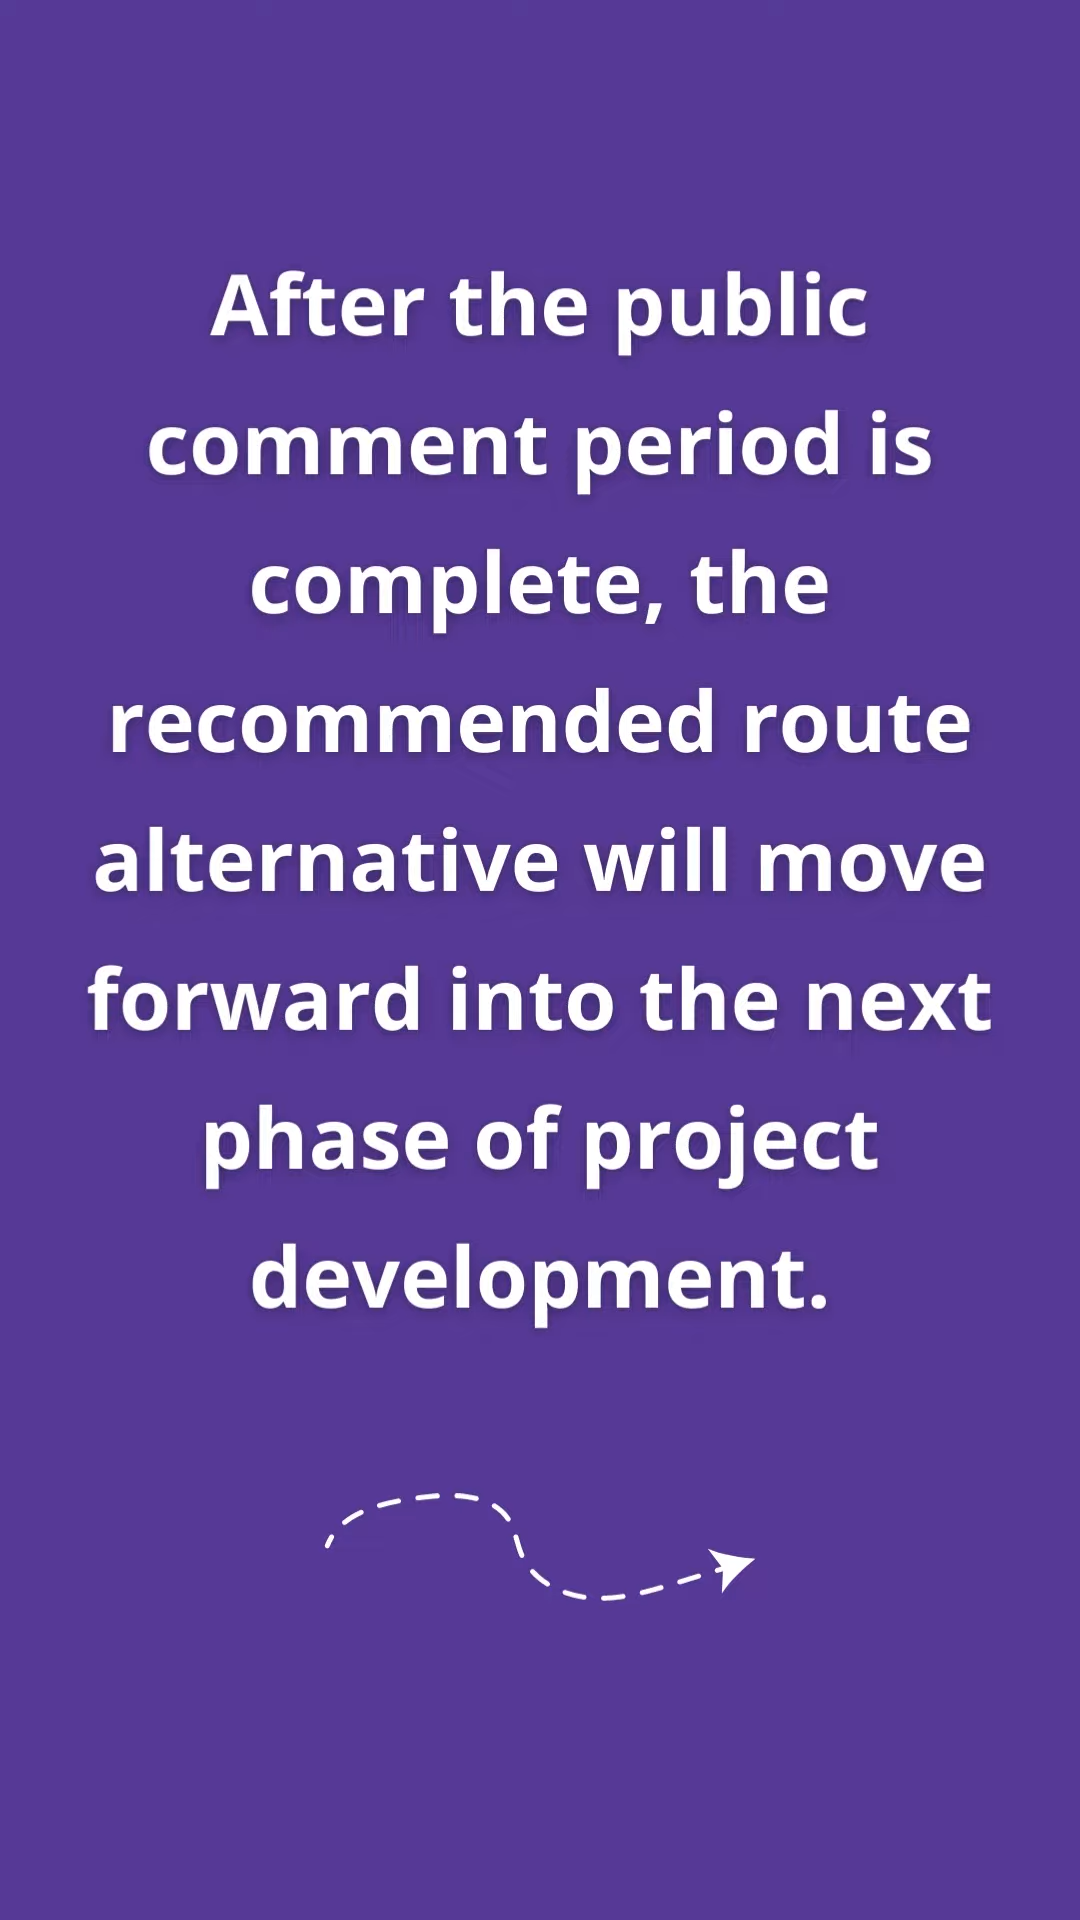 After the public
comment period is
complete, the
recommended route
alternative will move
forward into the next
phase of project
development.